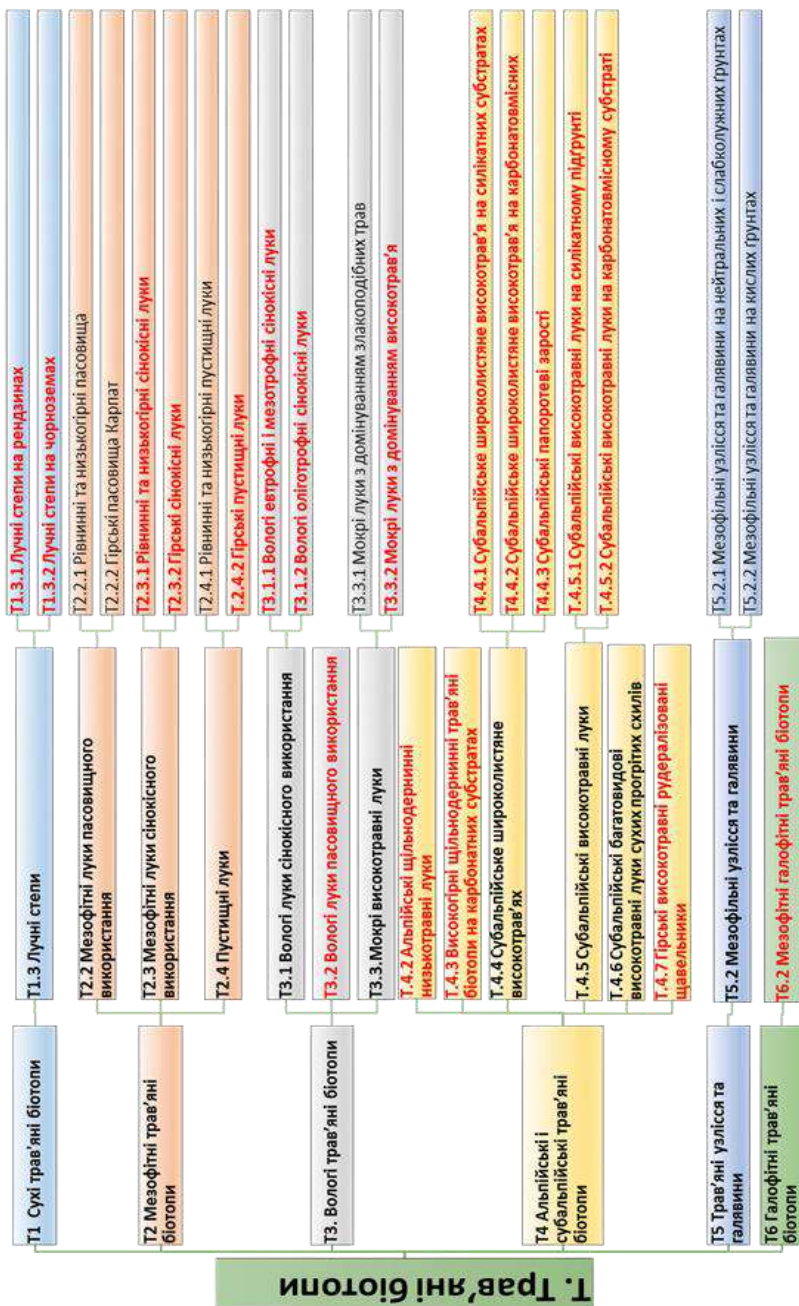 Т. Трав’яні біотопи
Т1 Сухі трав’яні біотопи
Т1.3 Лучні степи
Т1.3.1 Лучні степи на рендзинах
Т1.3.2 Лучні степи на чорноземах
Т2 Мезофітні трав’яні
біотопи
Т2.2 Мезофітні луки пасовищного
використання
Т2.2.1 Рівнинні та низькогірні пасовища
Т2.2.2 Гірські пасовища Карпат
Т2.3 Мезофітні луки сінокісного
використання
Т2.3.1 Рівнинні та низькогірні сінокісні луки
Т2.3.2 Гірські сінокісні луки
Т2.4 Пустищні луки
Т2.4.1 Рівнинні та низькогірні пустищні луки
Т.2.4.2 Гірські пустищні луки
Т3. Вологі трав’яні біотопи
Т3.1 Вологі луки сінокісного використання
Т3.1.1 Вологі евтрофні і мезотрофні сінокісні луки
Т3.1.2 Вологі оліготрофні сінокісні луки
Т3.2 Вологі луки пасовищного використання
Т3.3.Мокрі високотравні луки
Т3.3.1 Мокрі луки з домінуванням злакоподібних трав
Т3.3.2 Мокрі луки з домінуванням високотрав’я
Т4 Альпійські і
субальпійські трав’яні
біотопи
Т.4.2 Альпійські щільнодернинні
низькотравні луки
Т.4.3 Високогірні щільнодернинні трав’яні
біотопи на карбонатних субстратах
Т.4.4 Субальпійське широколистяне
високотрав’ях
Т.4.4.1 Субальпійське широколистяне високотрав’я на силікатних субстратах
Т.4.4.2 Субальпійське широколистяне високотрав’я на карбонатовмісних
Т.4.4.3 Субальпійські папоротеві зарості
Т.4.5 Субальпійські високотравні луки
Т.4.5.1 Субальпійські високотравні луки на силікатному підґрунті
Т.4.5.2 Субальпійські високотравні луки на карбонатовмісному субстраті
Т.4.6 Субальпійські багатовидові
високотравні луки сухих прогрітих схилів
Т.4.7 Гірські високотравні рудералізовані
щавельники
Т5 Трав’яні узлісся та
галявини
Т5.2 Мезофільні узлісся та галявини
Т5.2.1 Мезофільні узлісся та галявини на нейтральних і слабколужних ґрунтах
Т5.2.2 Мезофільні узлісся та галявини на кислих ґрунтах
Т6 Галофітні трав’яні
біотопи
Т6.2 Мезофітні галофітні трав’яні біотопи